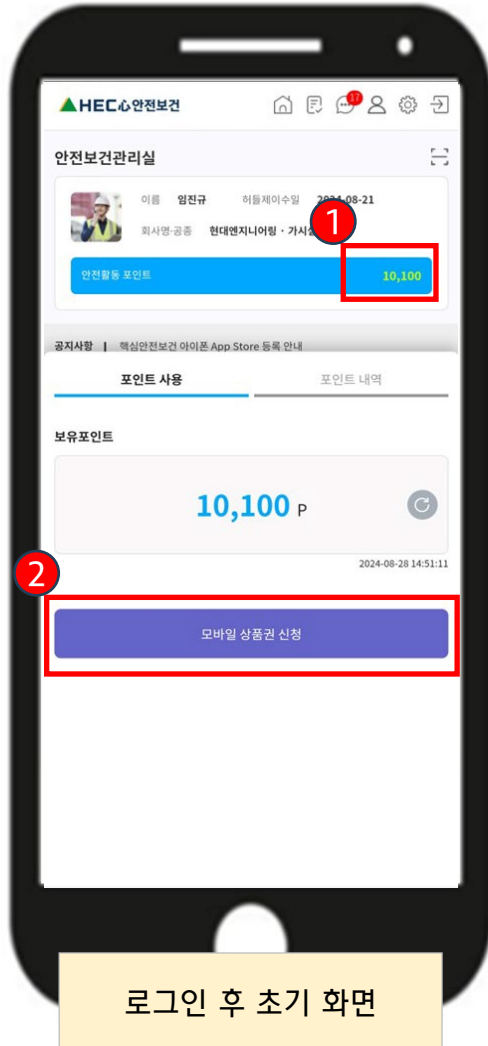 HEC心안전보건
17
안전보건관리실
이름 임진규 허들제이수일 2024-08-21
1
회사명·공종 현대엔지니어링 · 가시설
안전활동 포인트 10,100
공지사항 | 핵심안전보건 아이폰 App Store 등록 안내
포인트 사용 포인트 내역
보유포인트
10,100 P
2024-08-28 14:51:11
2
모바일 상품권 신청
로그인 후 초기 화면